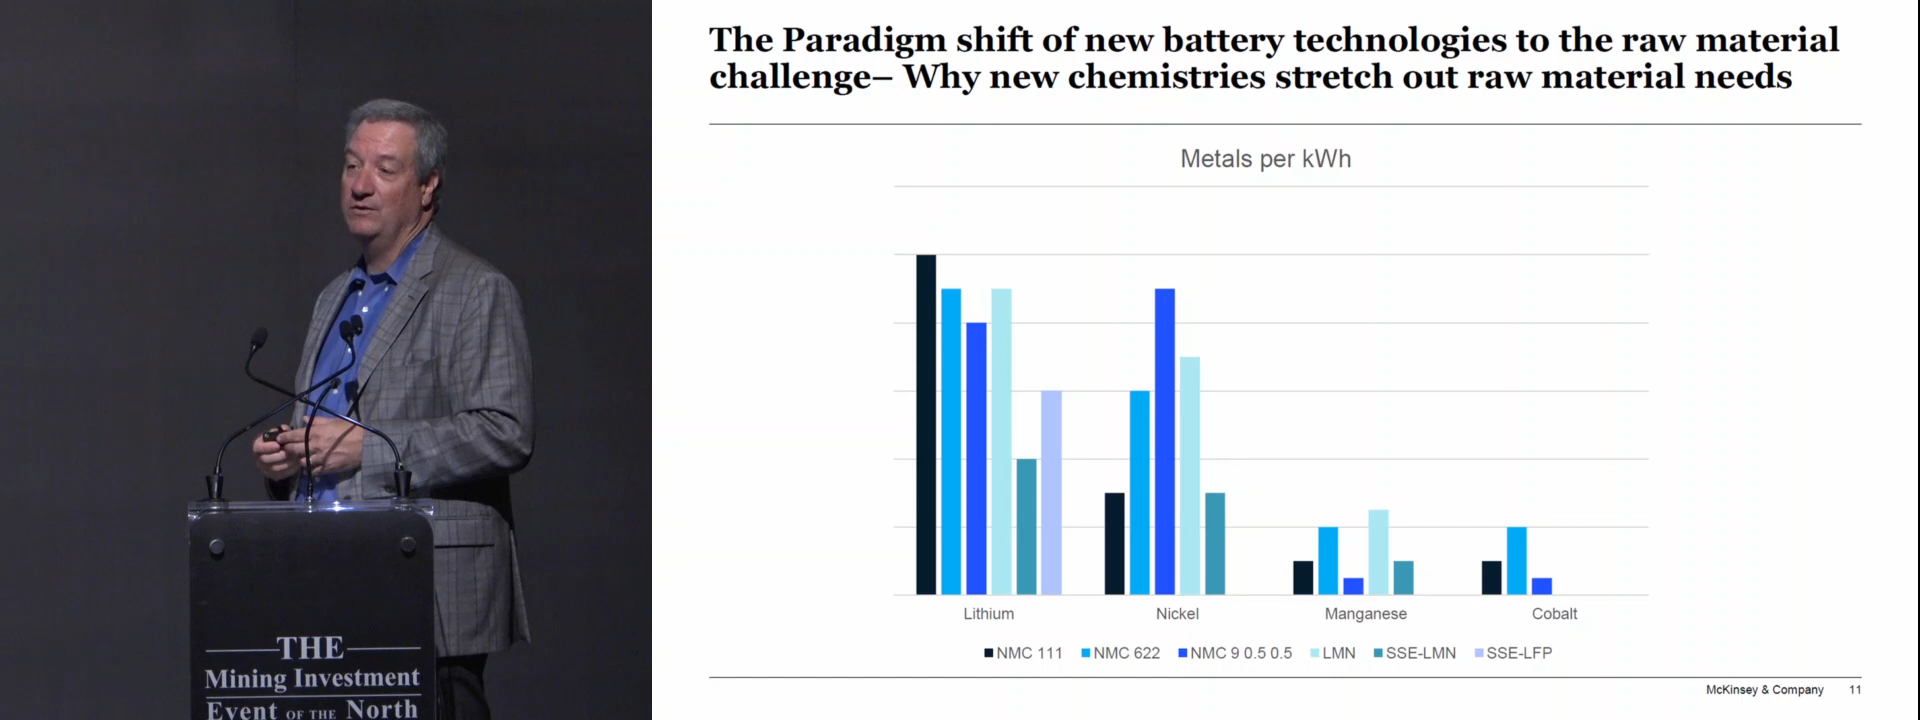 The Paradigm shift of new battery technologies to the raw material
challenge– Why new chemistries stretch out raw material needs
Metals per kWh
Lithium Nickel Manganese Cobalt
NMC 111 NMC 622 NMC 9 0.5 0.5 LMN SSE-LMN SSE-LFP
McKinsey & Company 11
THE
Mining Investment
Event OF THE North